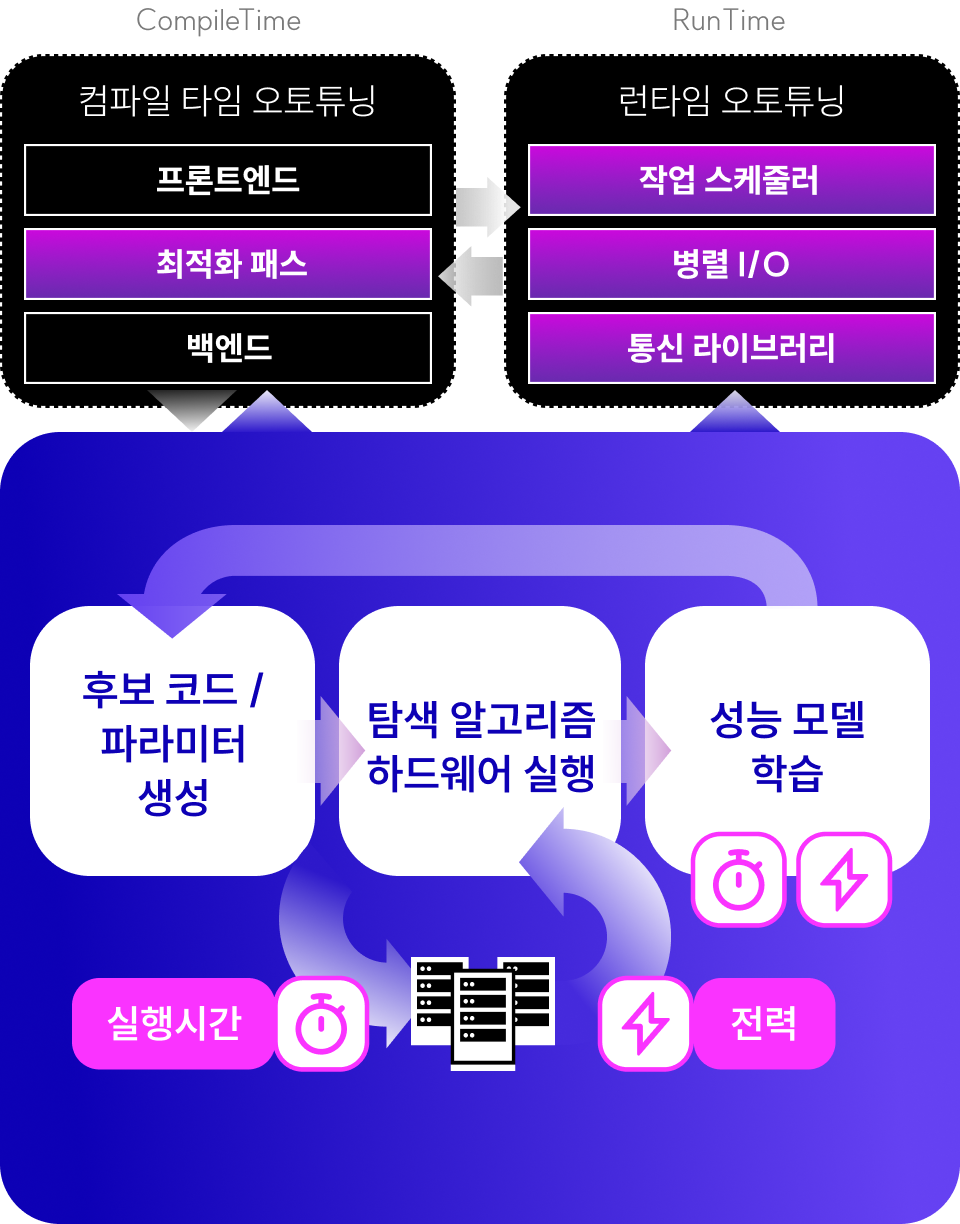 CompileTime
RunTime
컴파일 타임 오토튜닝
런타임 오토튜닝
프론트엔드
최적화 패스
백엔드
작업 스케줄러
병렬 I/O
통신 라이브러리
후보 코드 /
파라미터
생성
탐색 알고리즘
하드웨어 실행
성능 모델
학습
실행시간
전력